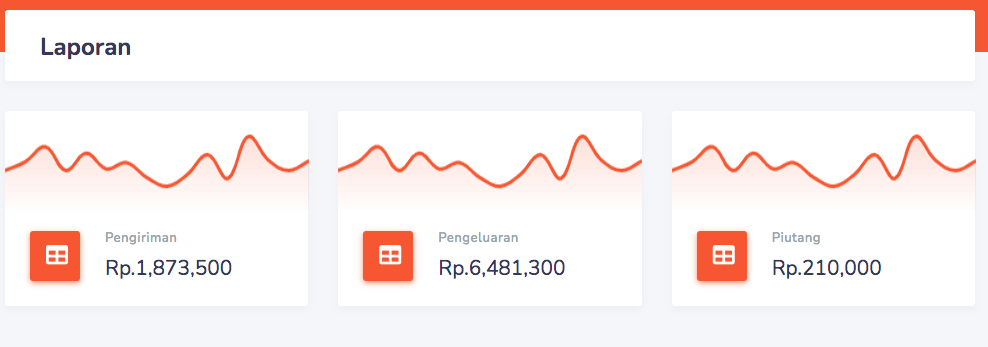 Laporan
Pengiriman
Rp.1,873,500
Pengeluaran
Rp.6,481,300
Piutang
Rp.210,000